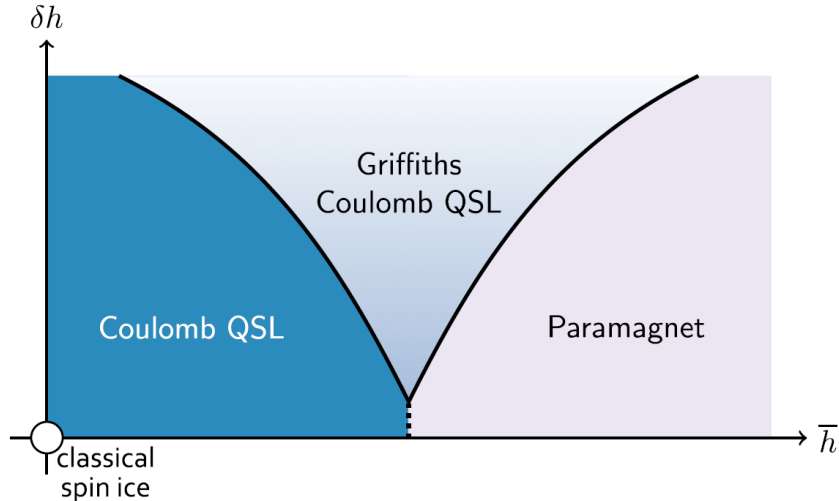 δh
Griffiths
Coulomb QSL
Coulomb QSL
Paramagnet
h̅
classical
spin ice